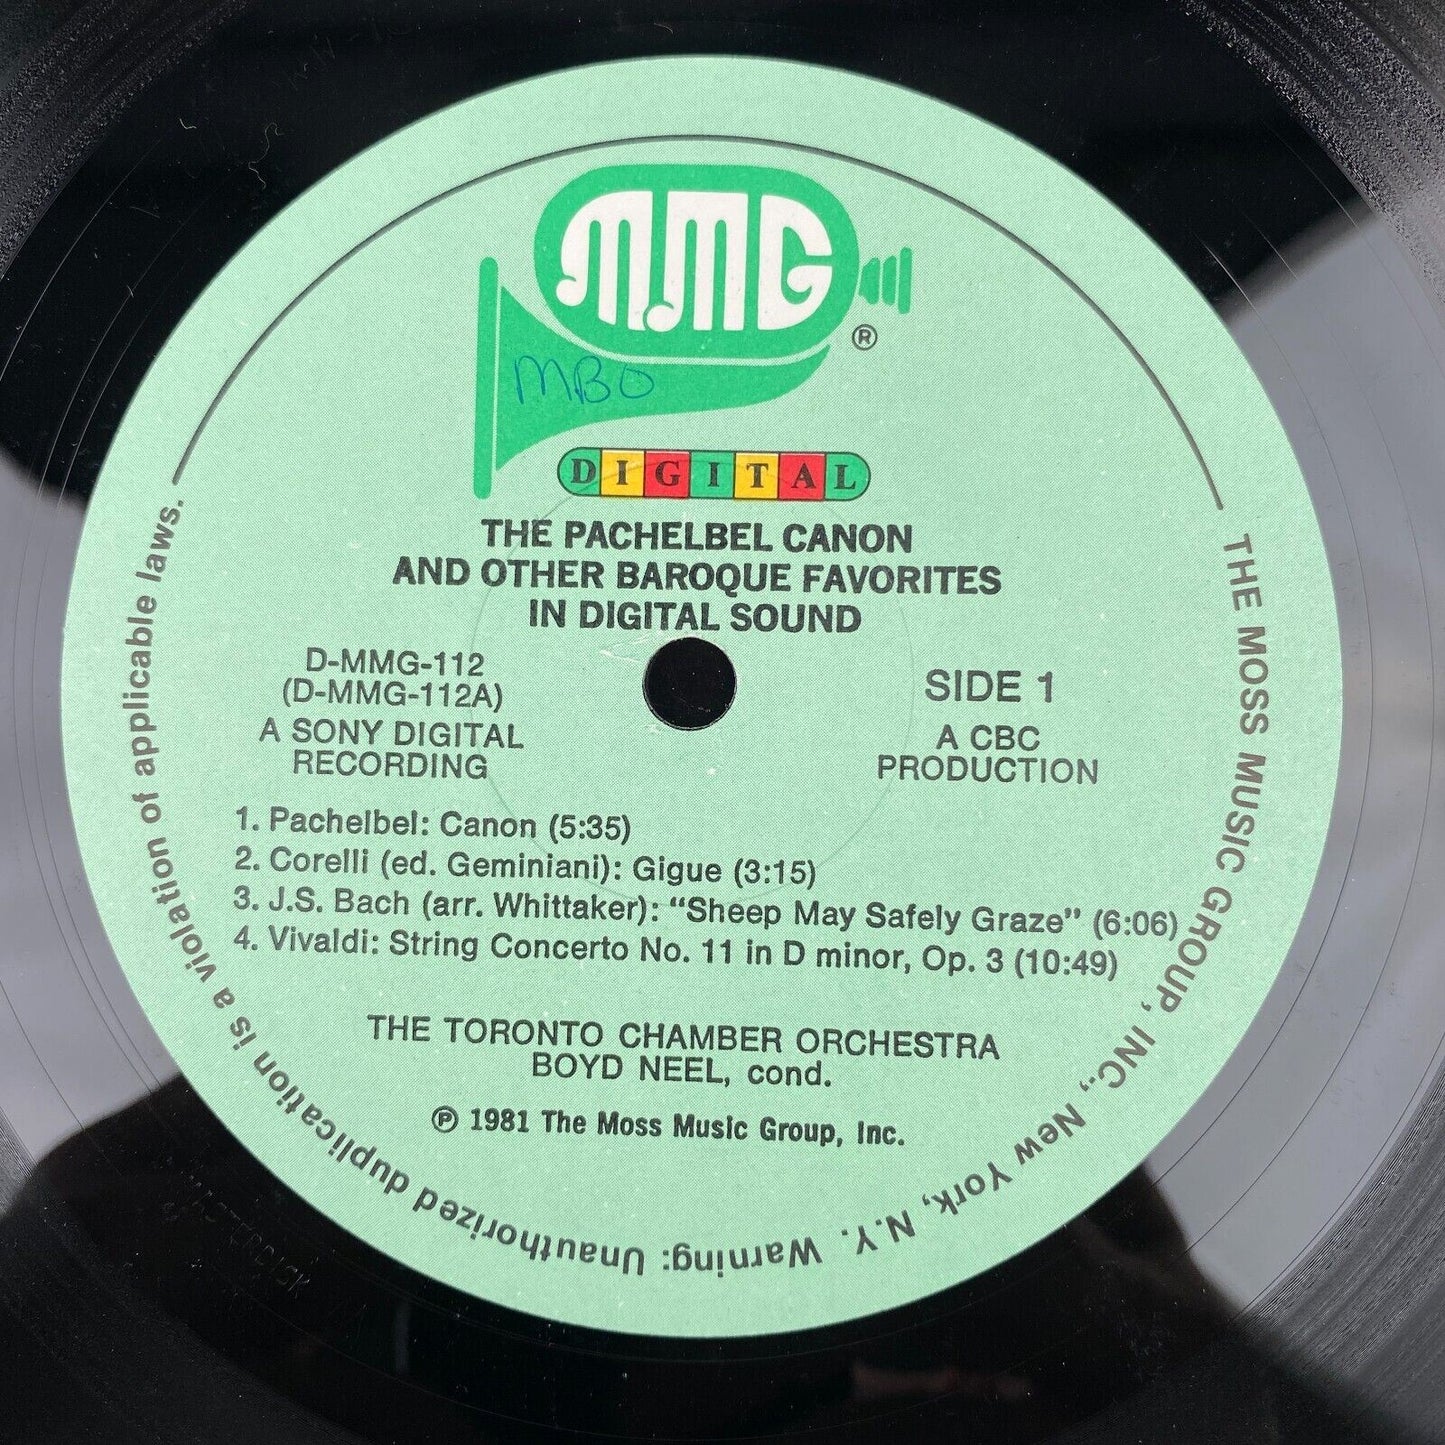 MMG
®
MBO
DIGITAL
THE PACHELBEL CANON
AND OTHER BAROQUE FAVORITES
IN DIGITAL SOUND
D-MMG-112
(D-MMG-112A)
A SONY DIGITAL
RECORDING
SIDE 1
A CBC
PRODUCTION
1. Pachelbel: Canon (5:35)
2. Corelli (ed. Geminiani): Gigue (3:15)
3. J.S. Bach (arr. Whittaker): “Sheep May Safely Graze” (6:06)
4. Vivaldi: String Concerto No. 11 in D minor, Op. 3 (10:49)
THE TORONTO CHAMBER ORCHESTRA
BOYD NEEL, cond.
℗ 1981 The Moss Music Group, Inc.
THE MOSS MUSIC GROUP, INC., New York, N.Y. Warning: Unauthorized duplication is a violation of applicable laws.